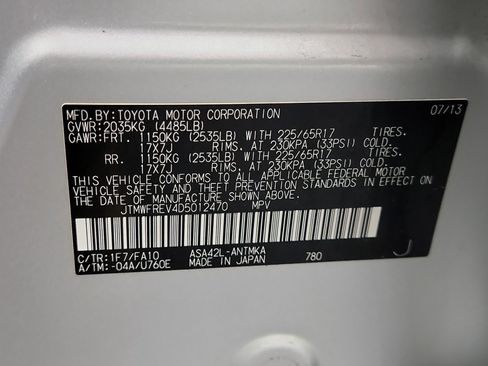 MFD.BY:TOYOTA MOTOR CORPORATION 07/13
GVWR:2035KG (4485LB)
GAWR:FRT. 1150KG (2535LB) WITH 225/65R17 TIRES.
17X7J RIMS. AT 230KPA (33PSI) COLD.
RR. 1150KG (2535LB) WITH 225/65R17 TIRES.
17X7J RIMS. AT 230KPA (33PSI) COLD.
THIS VEHICLE CONFORMS TO ALL APPLICABLE FEDERAL MOTOR
VEHICLE SAFETY AND THEFT PREVENTION STANDARDS IN EFFECT ON
THE DATE OF MANUFACTURE SHOWN ABOVE.
JTMWFREV4D5012470 MPV
C/TR:1F7/FA10 ASA42L-ANTMKA J
A/TM:-04A/U760E MADE IN JAPAN 780